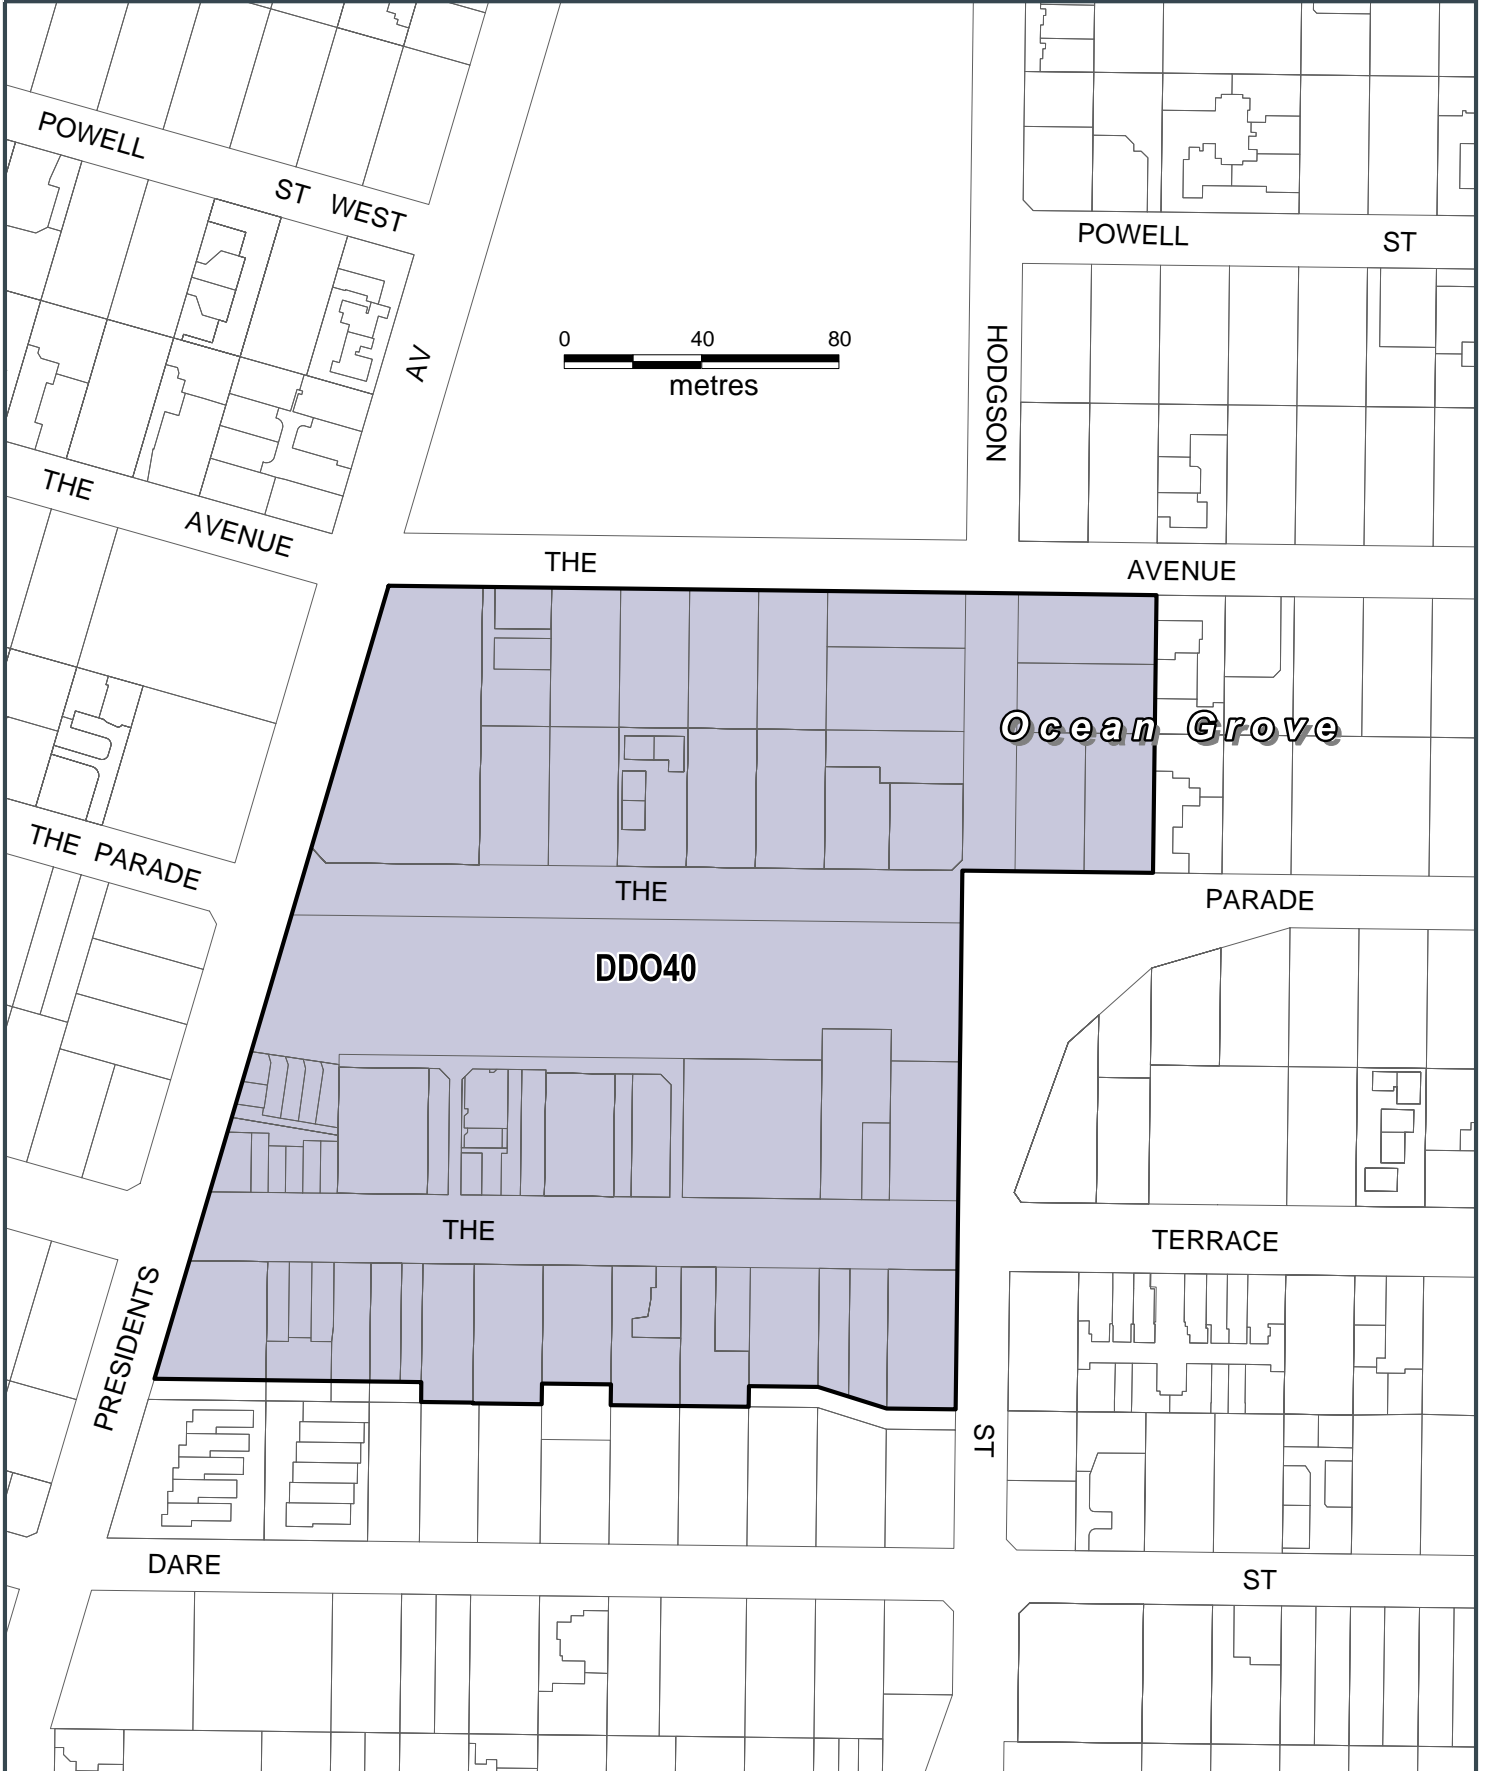 POWELL
ST WEST
POWELL ST
AV
HODGSON
0 40 80
metres
THE
AVENUE
THE
AVENUE
Ocean Grove
THE PARADE
THE
PARADE
DDO40
THE
TERRACE
PRESIDENTS
ST
DARE
ST